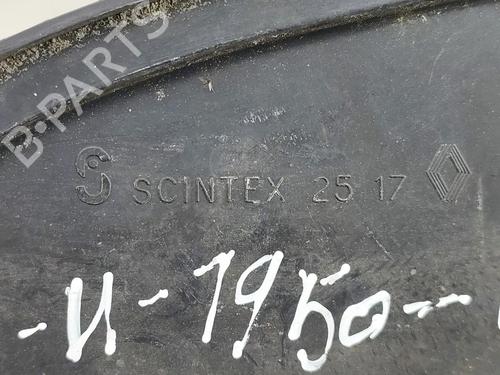 B-PARTS
SCINTEX 25 17
-U-1950--